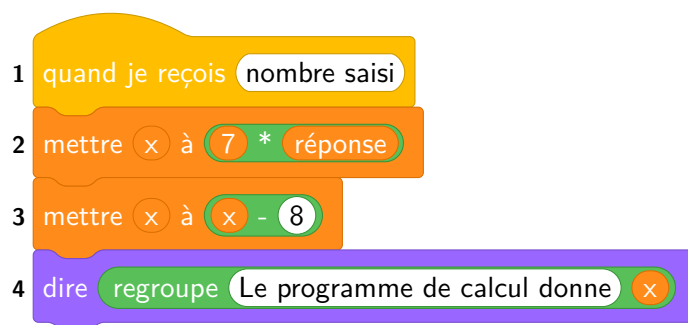 1 quand je reçois nombre saisi
2 mettre x à 7 * réponse
3 mettre x à x - 8
4 dire regroupe Le programme de calcul donne x